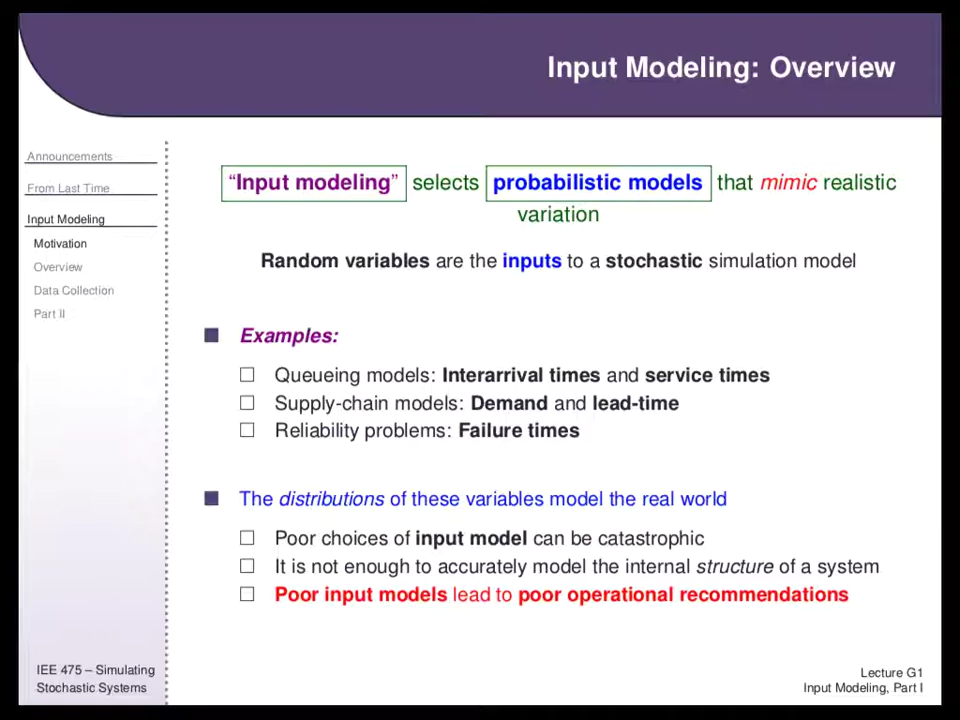 Input Modeling: Overview
Announcements
From Last Time
Input Modeling
Motivation
Overview
Data Collection
Part II
“Input modeling” selects probabilistic models that mimic realistic
variation
Random variables are the inputs to a stochastic simulation model
Examples:
Queueing models: Interarrival times and service times
Supply-chain models: Demand and lead-time
Reliability problems: Failure times
The distributions of these variables model the real world
Poor choices of input model can be catastrophic
It is not enough to accurately model the internal structure of a system
Poor input models lead to poor operational recommendations
IEE 475 – Simulating
Stochastic Systems
Lecture G1
Input Modeling, Part I